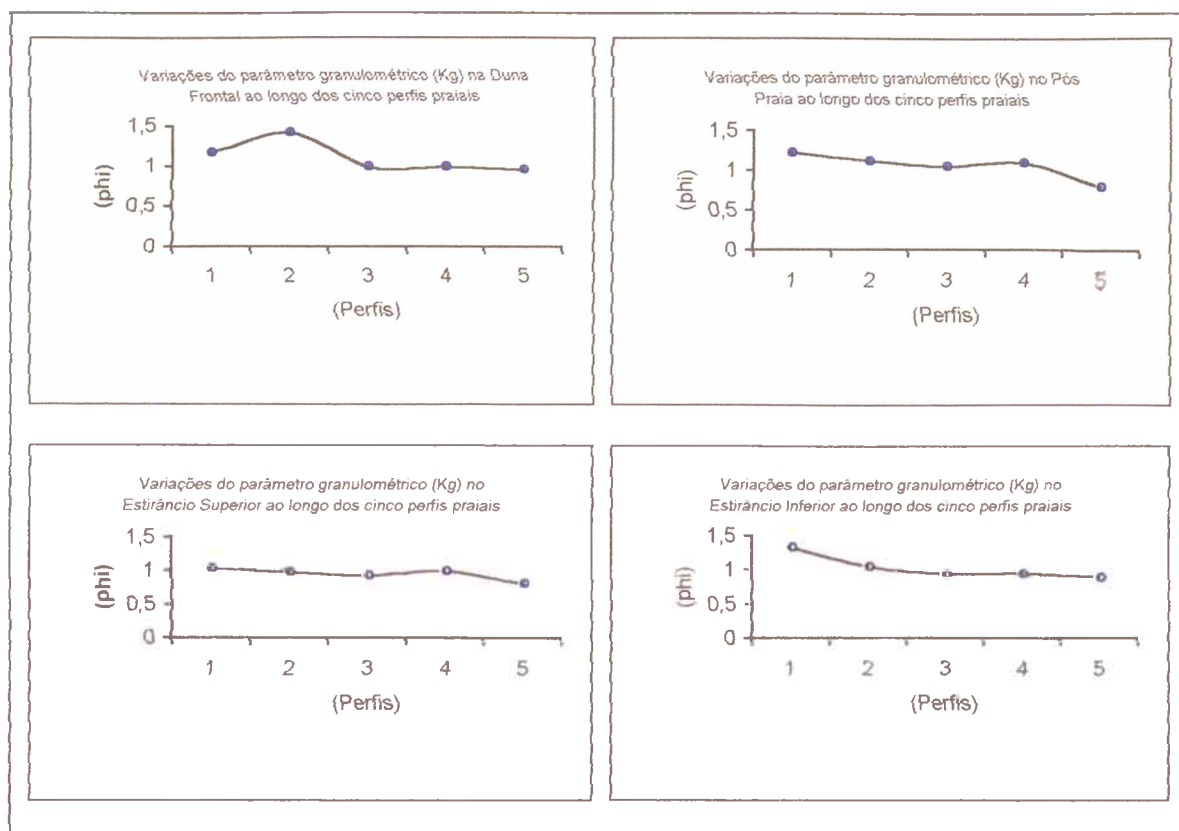 Variações do parâmetro granulométrico (Kg) na Duna
Frontal ao longo dos cinco perfis praiais
1,5
1
0,5
0
(phi)
1 2 3 4 5
(Perfis)
Variações do parâmetro granulométrico (Kg) no Pós
Praia ao longo dos cinco perfis praiais
1,5
1
0,5
0
(phi)
1 2 3 4 5
(Perfis)
Variações do parâmetro granulométrico (Kg) no
Estirâncio Superior ao longo dos cinco perfis praiais
1,5
1
0,5
0
(phi)
1 2 3 4 5
(Perfis)
Variações do parâmetro granulométrico (Kg) no
Estirâncio Inferior ao longo dos cinco perfis praiais
1,5
1
0,5
0
(phi)
1 2 3 4 5
(Perfis)